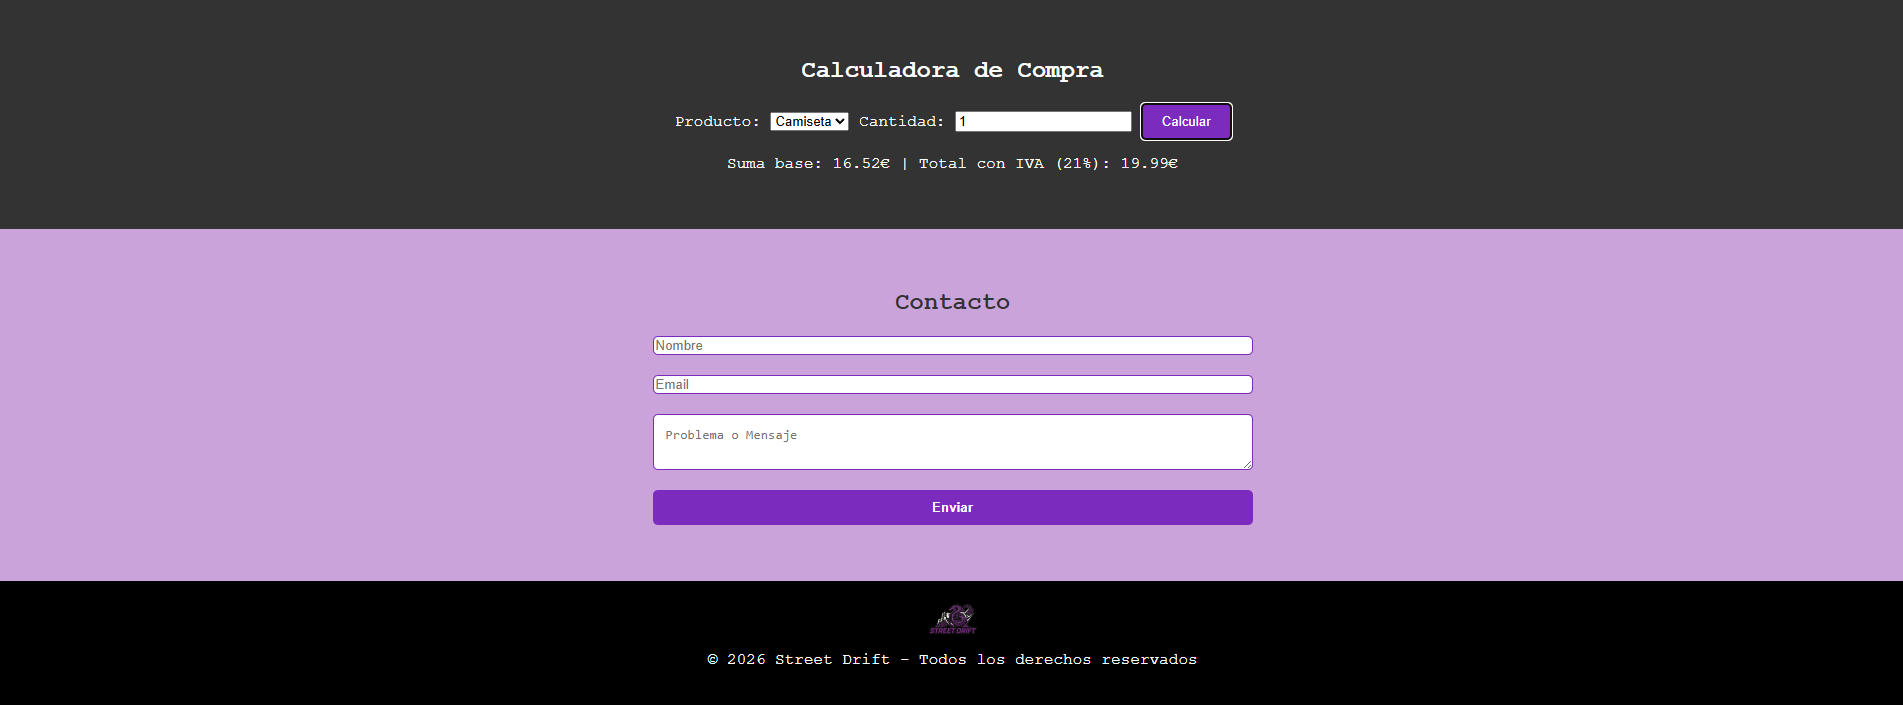 Calculadora de Compra
Producto: Camiseta Cantidad: 1 Calcular
Suma base: 16.52€ | Total con IVA (21%): 19.99€
Contacto
Nombre
Email
Problema o Mensaje
Enviar
STREET DRIFT
© 2026 Street Drift - Todos los derechos reservados